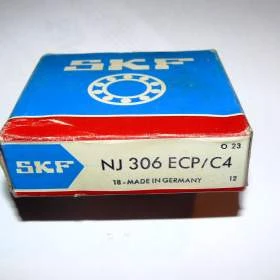 SKF
O 23
SKF NJ 306 ECP/C4
18 - MADE IN GERMANY 12